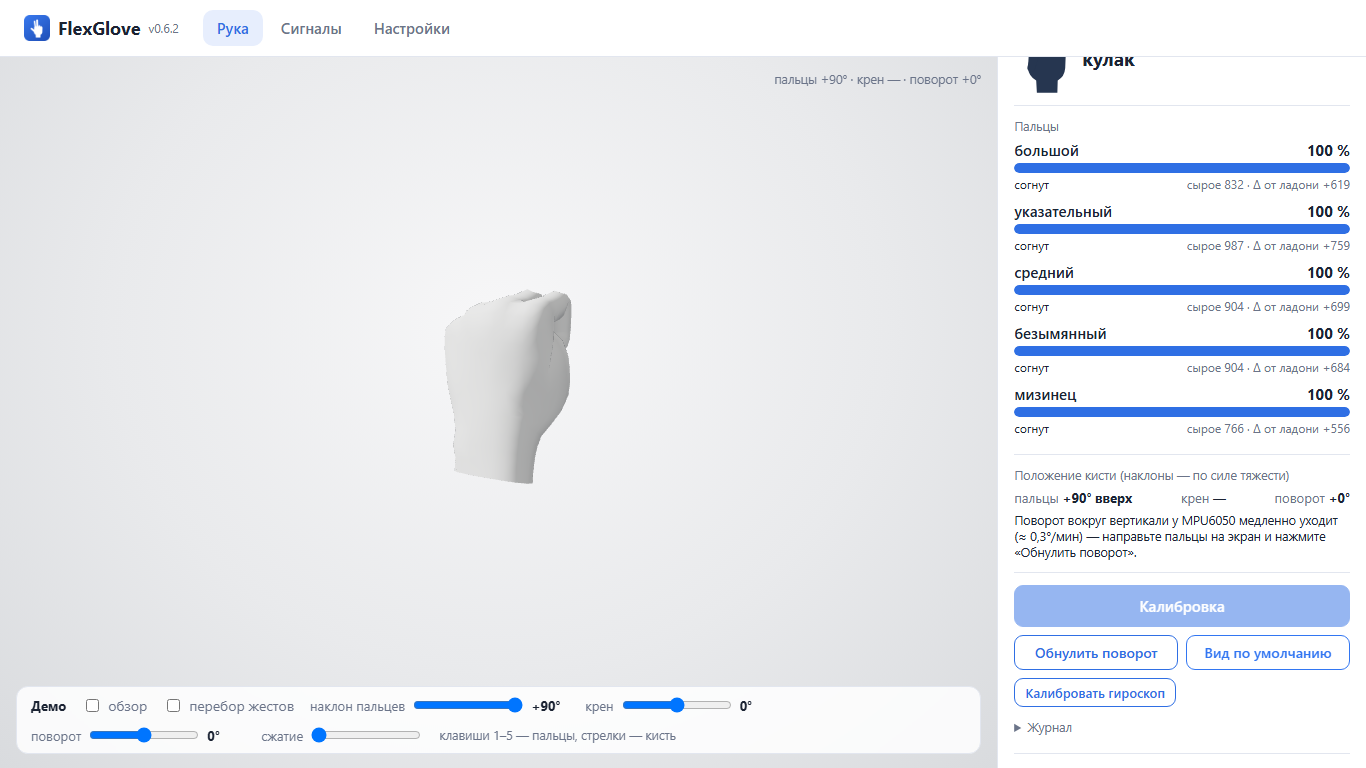 FlexGlove v0.6.2 Рука Сигналы Настройки
пальцы +90° · крен — · поворот +0°
кулак
Пальцы
большой 100 %
согнут сырое 832 · Δ от ладони +619
указательный 100 %
согнут сырое 987 · Δ от ладони +759
средний 100 %
согнут сырое 904 · Δ от ладони +699
безымянный 100 %
согнут сырое 904 · Δ от ладони +684
мизинец 100 %
согнут сырое 766 · Δ от ладони +556
Положение кисти (наклоны — по силе тяжести)
пальцы +90° вверх крен — поворот +0°
Поворот вокруг вертикали у MPU6050 медленно уходит
(≈ 0,3°/мин) — направьте пальцы на экран и нажмите
«Обнулить поворот».
Калибровка
Обнулить поворот Вид по умолчанию
Калибровать гироскоп
Журнал
Демо обзор перебор жестов наклон пальцев +90° крен 0°
поворот 0° сжатие клавиши 1–5 — пальцы, стрелки — кисть